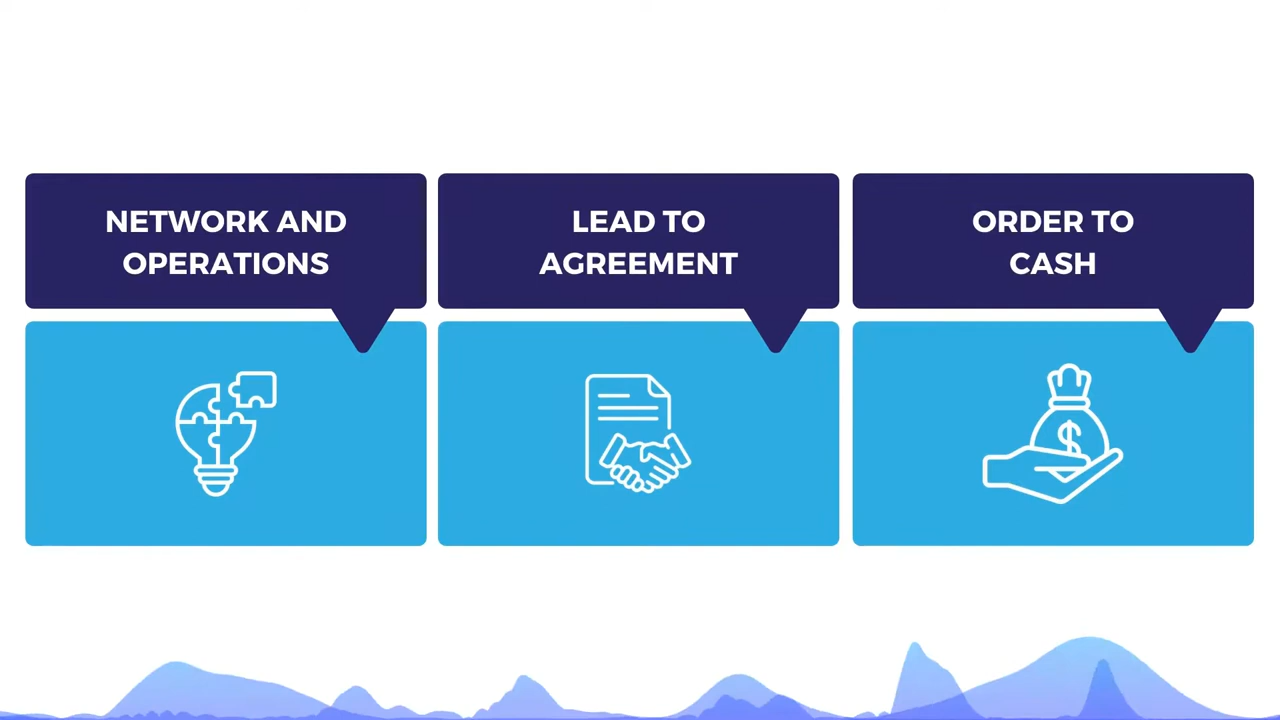 NETWORK AND
OPERATIONS
LEAD TO
AGREEMENT
ORDER TO
CASH
$